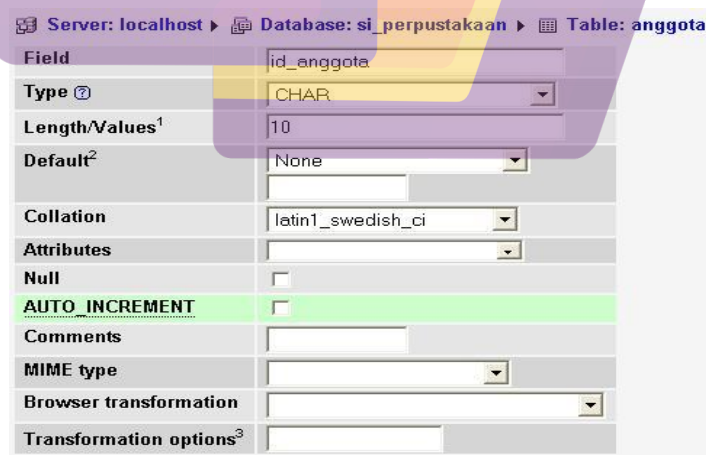 Server: localhost ▸ Database: si_perpustakaan ▸ Table: anggota
Field id_anggota
Type CHAR
Length/Values1 10
Default2 None
Collation latin1_swedish_ci
Attributes
Null
AUTO_INCREMENT
Comments
MIME type
Browser transformation
Transformation options3